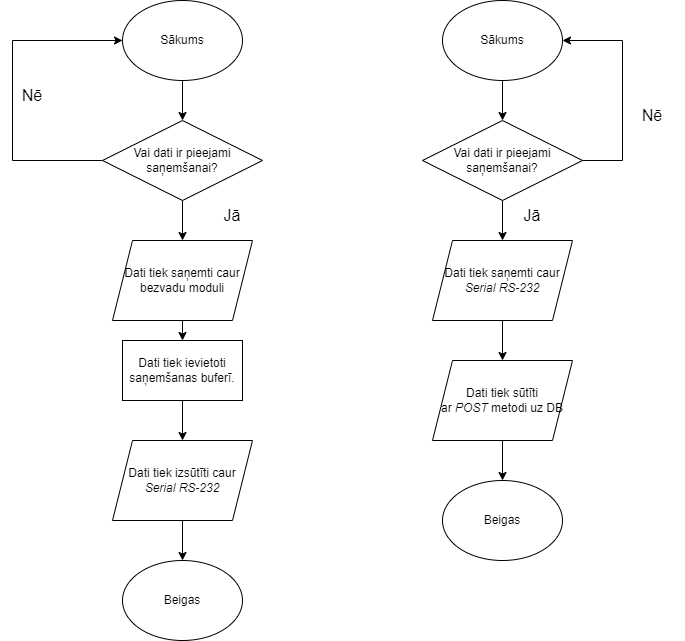 Sākums
Nē
Vai dati ir pieejami
saņemšanai?
Jā
Dati tiek saņemti caur
bezvadu moduli
Dati tiek ievietoti
saņemšanas buferī.
Dati tiek izsūtīti caur
Serial RS-232
Beigas
Sākums
Nē
Vai dati ir pieejami
saņemšanai?
Jā
Dati tiek saņemti caur
Serial RS-232
Dati tiek sūtīti
ar POST metodi uz DB
Beigas